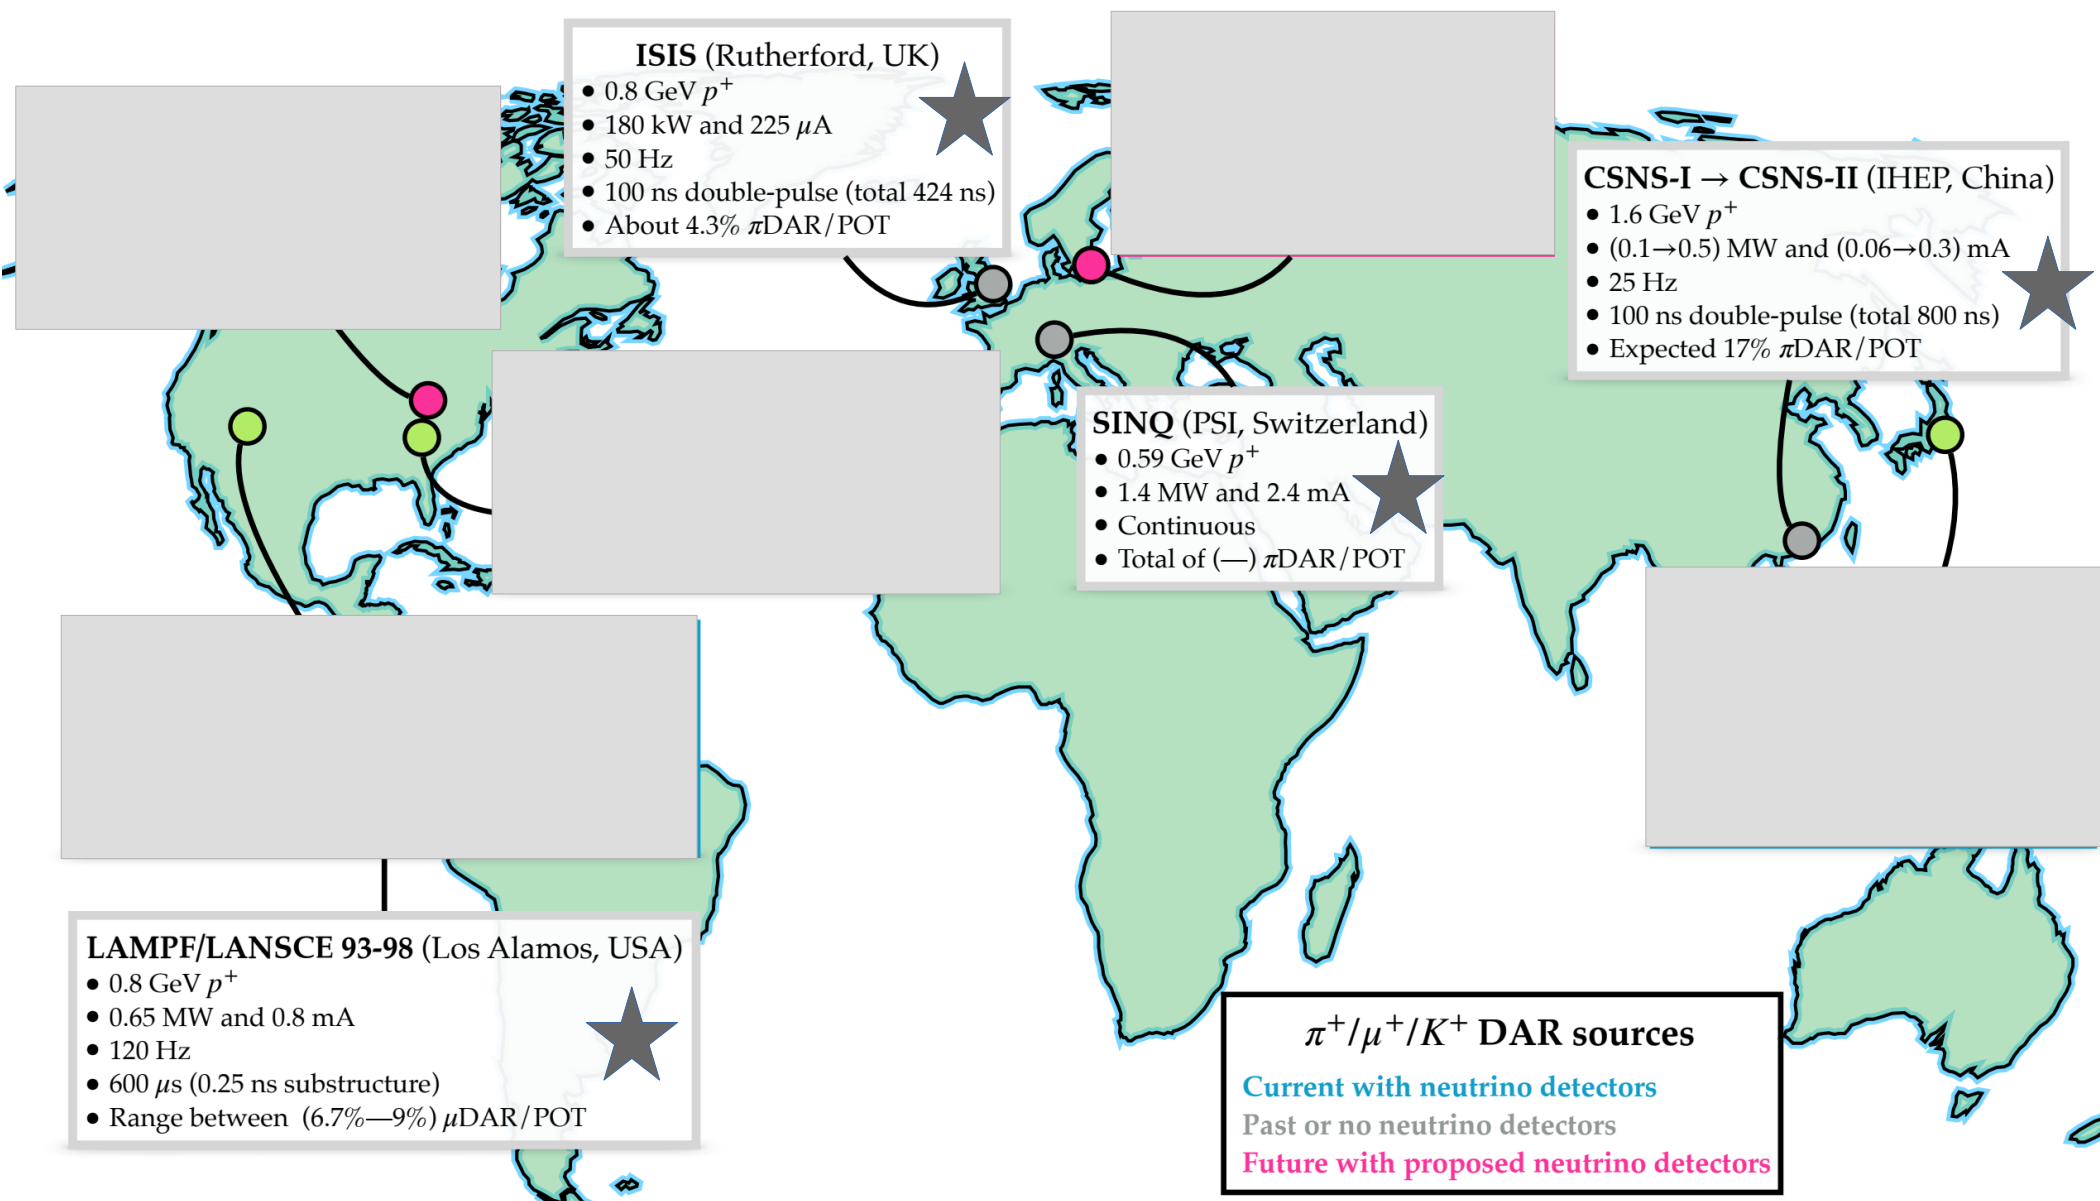 ISIS (Rutherford, UK)
• 0.8 GeV p⁺
• 180 kW and 225 μA
• 50 Hz
• 100 ns double-pulse (total 424 ns)
• About 4.3% πDAR/POT
CSNS-I → CSNS-II (IHEP, China)
• 1.6 GeV p⁺
• (0.1→0.5) MW and (0.06→0.3) mA
• 25 Hz
• 100 ns double-pulse (total 800 ns)
• Expected 17% πDAR/POT
SINQ (PSI, Switzerland)
• 0.59 GeV p⁺
• 1.4 MW and 2.4 mA
• Continuous
• Total of (—) πDAR/POT
LAMPF/LANSCE 93-98 (Los Alamos, USA)
• 0.8 GeV p⁺
• 0.65 MW and 0.8 mA
• 120 Hz
• 600 μs (0.25 ns substructure)
• Range between (6.7%—9%) μDAR/POT
π⁺/μ⁺/K⁺ DAR sources
Current with neutrino detectors
Past or no neutrino detectors
Future with proposed neutrino detectors